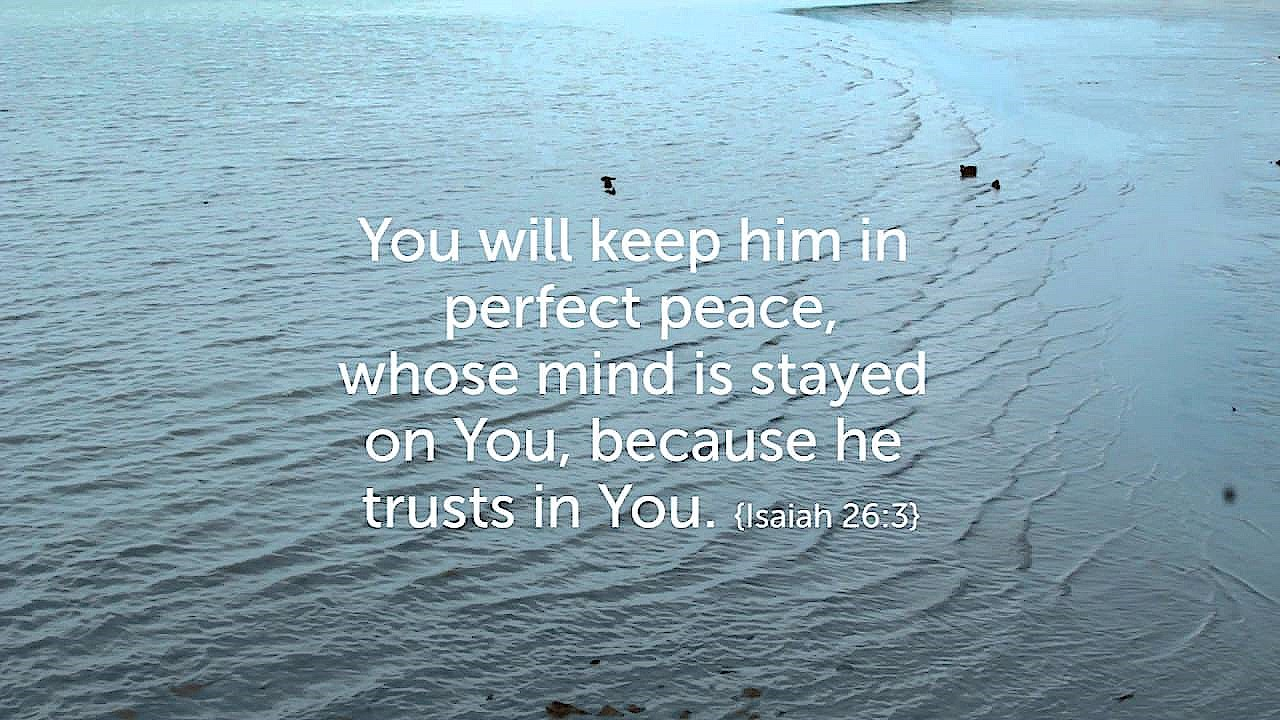 You will keep him in
perfect peace,
whose mind is stayed
on You, because he
trusts in You. {Isaiah 26:3}